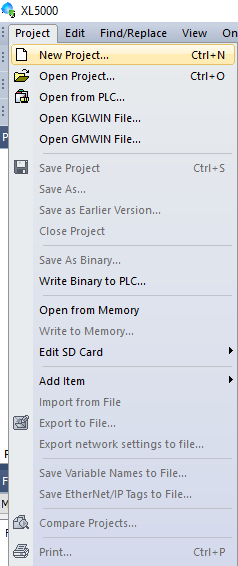 XL5000
Project Edit Find/Replace View On
New Project... Ctrl+N
Open Project... Ctrl+O
Open from PLC...
Open KGLWIN File...
Open GMWIN File...
Save Project Ctrl+S
Save As...
Save as Earlier Version...
Close Project
Save As Binary...
Write Binary to PLC...
Open from Memory
Write to Memory...
Edit SD Card
Add Item
Import from File
Export to File...
Export network settings to file...
Save Variable Names to File...
Save EtherNet/IP Tags to File...
Compare Projects...
Print... Ctrl+P